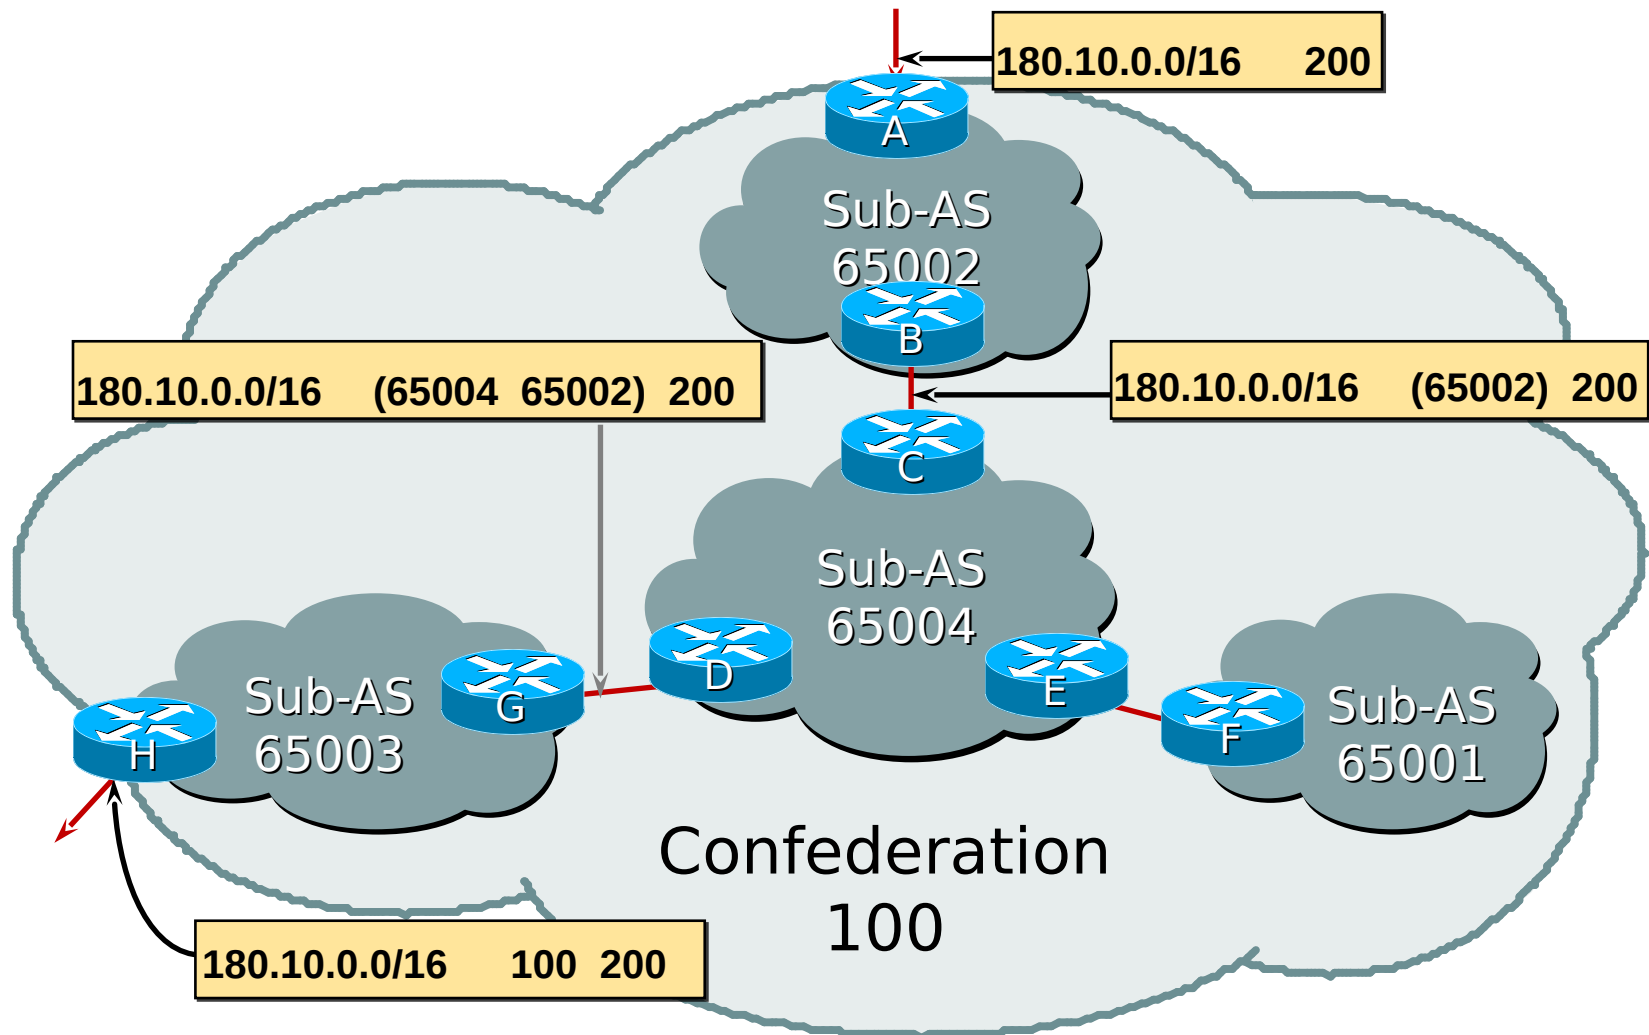 180.10.0.0/16 200
A
Sub-AS
65002
B
180.10.0.0/16 (65004 65002) 200
180.10.0.0/16 (65002) 200
C
Sub-AS
65004
D
E
Sub-AS
65003
G
H
F
Sub-AS
65001
Confederation
100
180.10.0.0/16 100 200